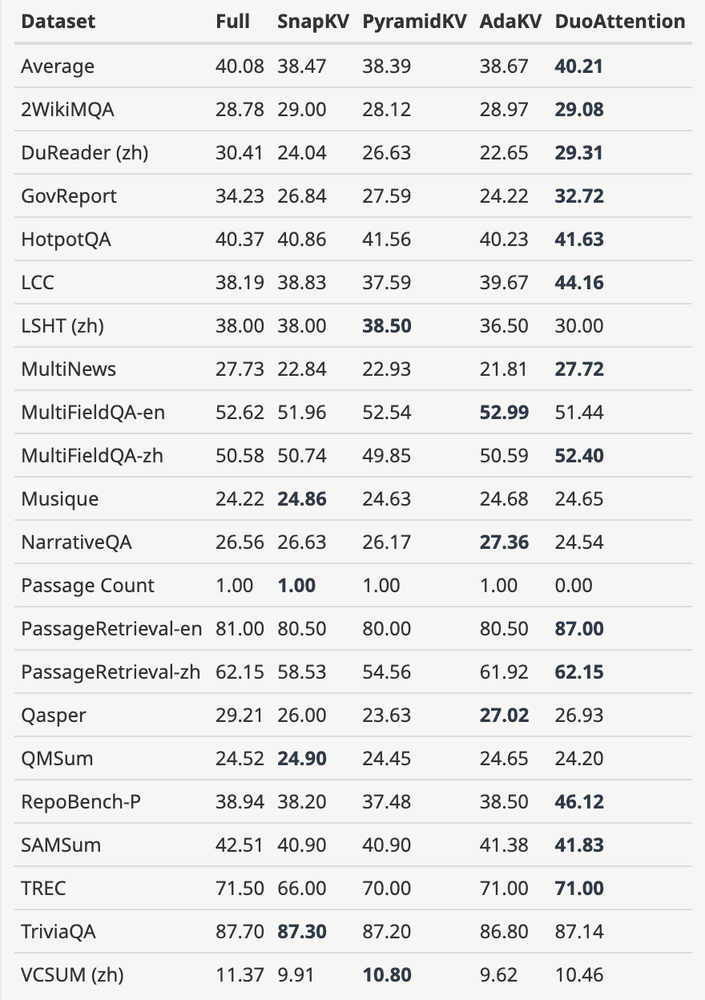 Dataset Full SnapKV PyramidKV AdaKV DuoAttention
Average 40.08 38.47 38.39 38.67 40.21
2WikiMQA 28.78 29.00 28.12 28.97 29.08
DuReader (zh) 30.41 24.04 26.63 22.65 29.31
GovReport 34.23 26.84 27.59 24.22 32.72
HotpotQA 40.37 40.86 41.56 40.23 41.63
LCC 38.19 38.83 37.59 39.67 44.16
LSHT (zh) 38.00 38.00 38.50 36.50 30.00
MultiNews 27.73 22.84 22.93 21.81 27.72
MultiFieldQA-en 52.62 51.96 52.54 52.99 51.44
MultiFieldQA-zh 50.58 50.74 49.85 50.59 52.40
Musique 24.22 24.86 24.63 24.68 24.65
NarrativeQA 26.56 26.63 26.17 27.36 24.54
Passage Count 1.00 1.00 1.00 1.00 0.00
PassageRetrieval-en 81.00 80.50 80.00 80.50 87.00
PassageRetrieval-zh 62.15 58.53 54.56 61.92 62.15
Qasper 29.21 26.00 23.63 27.02 26.93
QMSum 24.52 24.90 24.45 24.65 24.20
RepoBench-P 38.94 38.20 37.48 38.50 46.12
SAMSum 42.51 40.90 40.90 41.38 41.83
TREC 71.50 66.00 70.00 71.00 71.00
TriviaQA 87.70 87.30 87.20 86.80 87.14
VCSUM (zh) 11.37 9.91 10.80 9.62 10.46